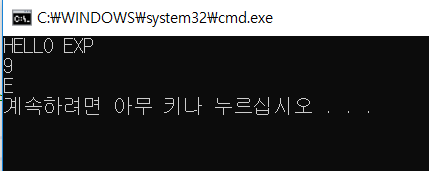 C:\WINDOWS\system32\cmd.exe
HELLO EXP
9
E
계속하려면 아무 키나 누르십시오 . . .